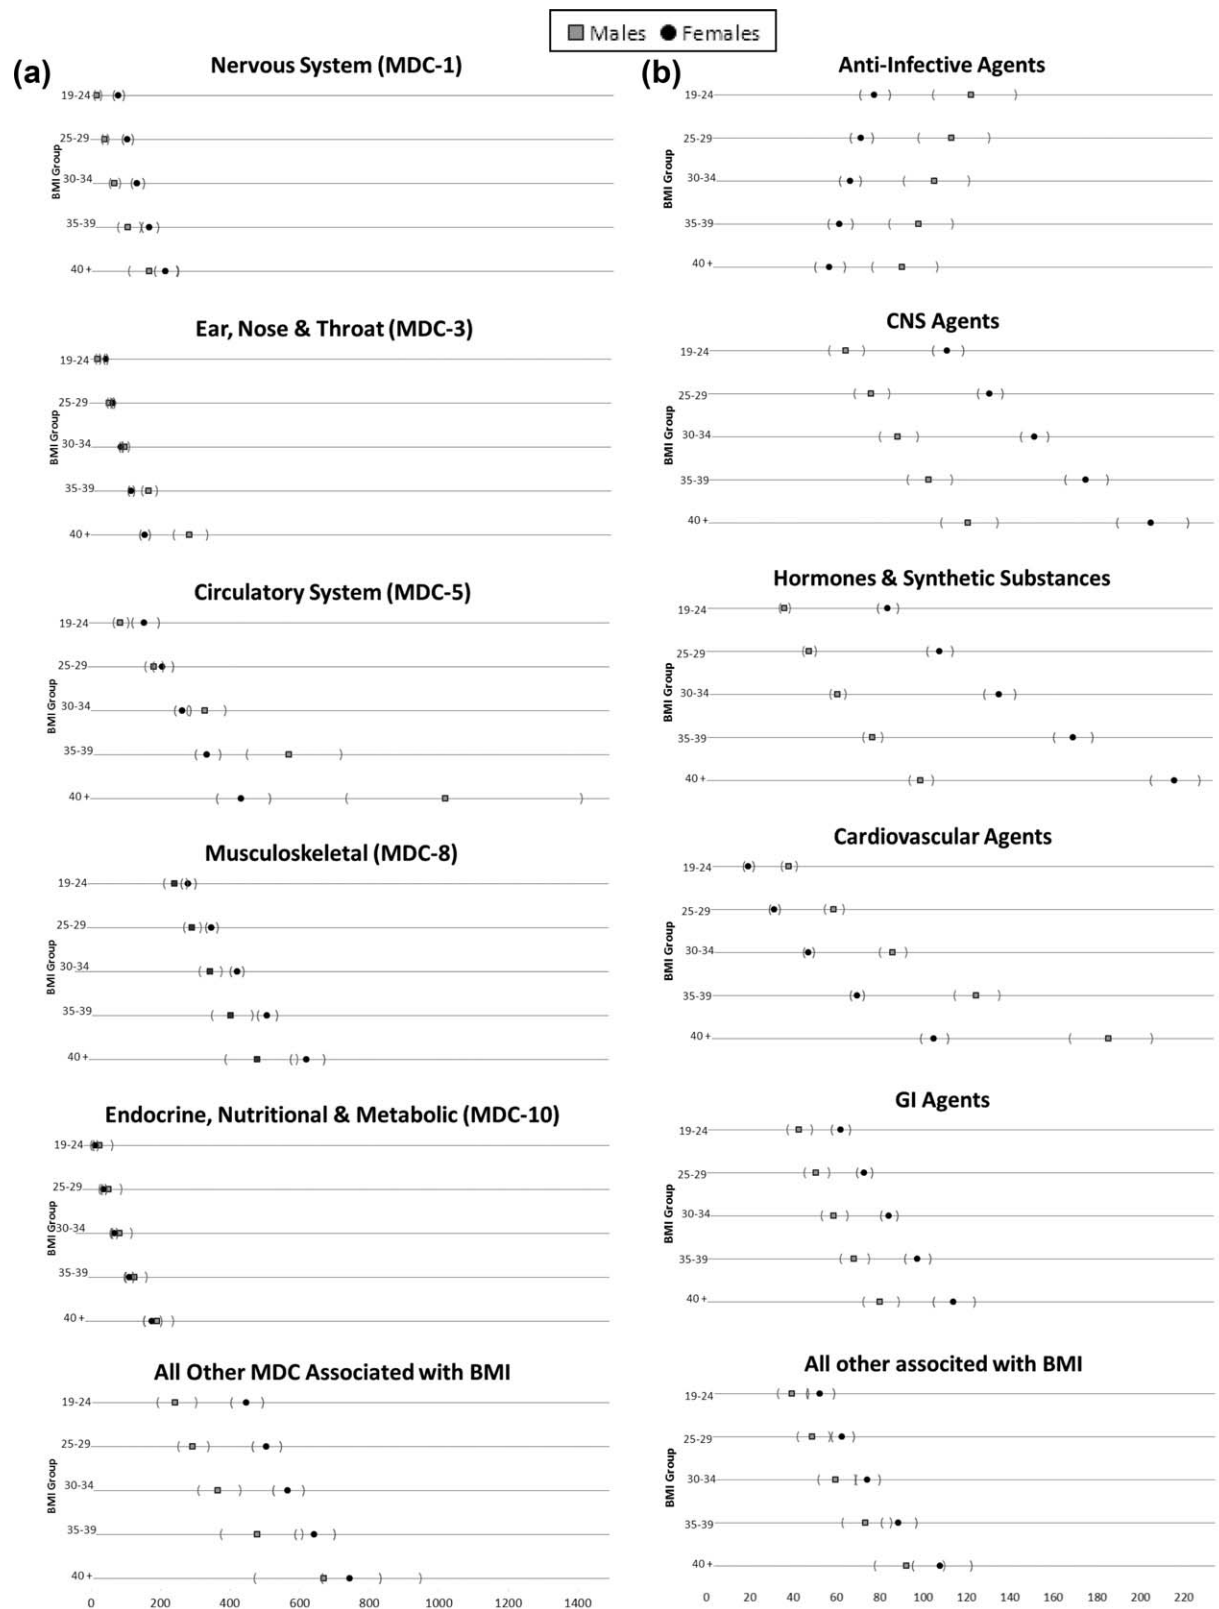 Males Females
(a)
Nervous System (MDC-1)
BMI Group
19-24
25-29
30-34
35-39
40 +
Ear, Nose & Throat (MDC-3)
BMI Group
19-24
25-29
30-34
35-39
40 +
Circulatory System (MDC-5)
BMI Group
19-24
25-29
30-34
35-39
40 +
Musculoskeletal (MDC-8)
BMI Group
19-24
25-29
30-34
35-39
40 +
Endocrine, Nutritional & Metabolic (MDC-10)
BMI Group
19-24
25-29
30-34
35-39
40 +
All Other MDC Associated with BMI
BMI Group
19-24
25-29
30-34
35-39
40 +
0 200 400 600 800 1000 1200 1400
(b)
Anti-Infective Agents
BMI Group
19-24
25-29
30-34
35-39
40 +
CNS Agents
BMI Group
19-24
25-29
30-34
35-39
40 +
Hormones & Synthetic Substances
BMI Group
19-24
25-29
30-34
35-39
40 +
Cardiovascular Agents
BMI Group
19-24
25-29
30-34
35-39
40 +
GI Agents
BMI Group
19-24
25-29
30-34
35-39
40 +
All other associted with BMI
BMI Group
19-24
25-29
30-34
35-39
40 +
0 20 40 60 80 100 120 140 160 180 200 220